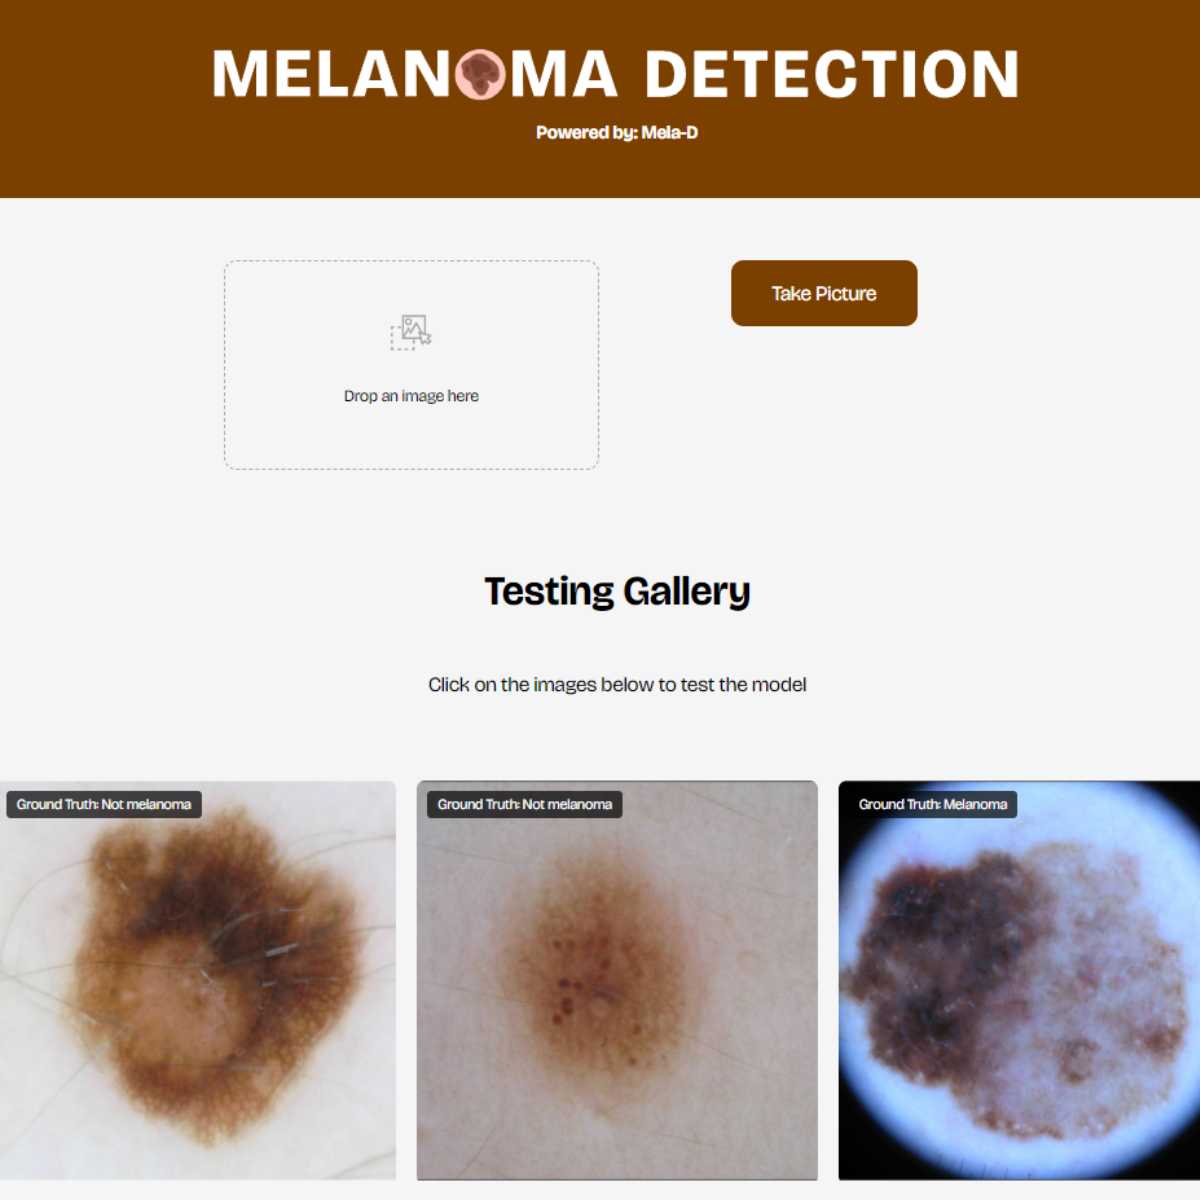 MELANOMA DETECTION
Powered by: Mela-D
Take Picture
Drop an image here
Testing Gallery
Click on the images below to test the model
Ground Truth: Not melanoma
Ground Truth: Not melanoma
Ground Truth: Melanoma